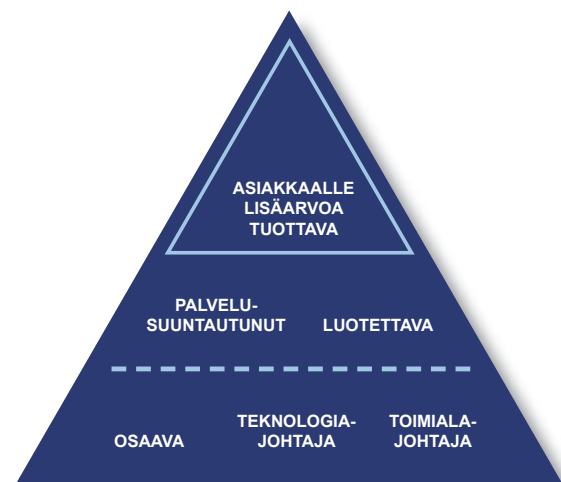 ASIAKKAALLE
LISÄARVOA
TUOTTAVA
PALVELU-
SUUNTAUTUNUT
LUOTETTAVA
OSAAVA
TEKNOLOGIA-
JOHTAJA
TOIMIALA-
JOHTAJA